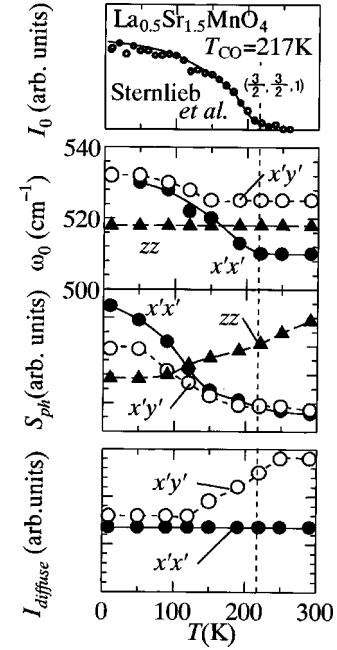 La0.5Sr1.5MnO4
TCO=217K
(3/2, 3/2, 1)
Sternlieb
et al.
I0 (arb. units)
540
520
500
ω0 (cm-1)
x'y'
zz
x'x'
Sph(arb. units)
x'x'
zz
x'y'
Idiffuse (arb.units)
x'y'
x'x'
0 100 200 300
T(K)